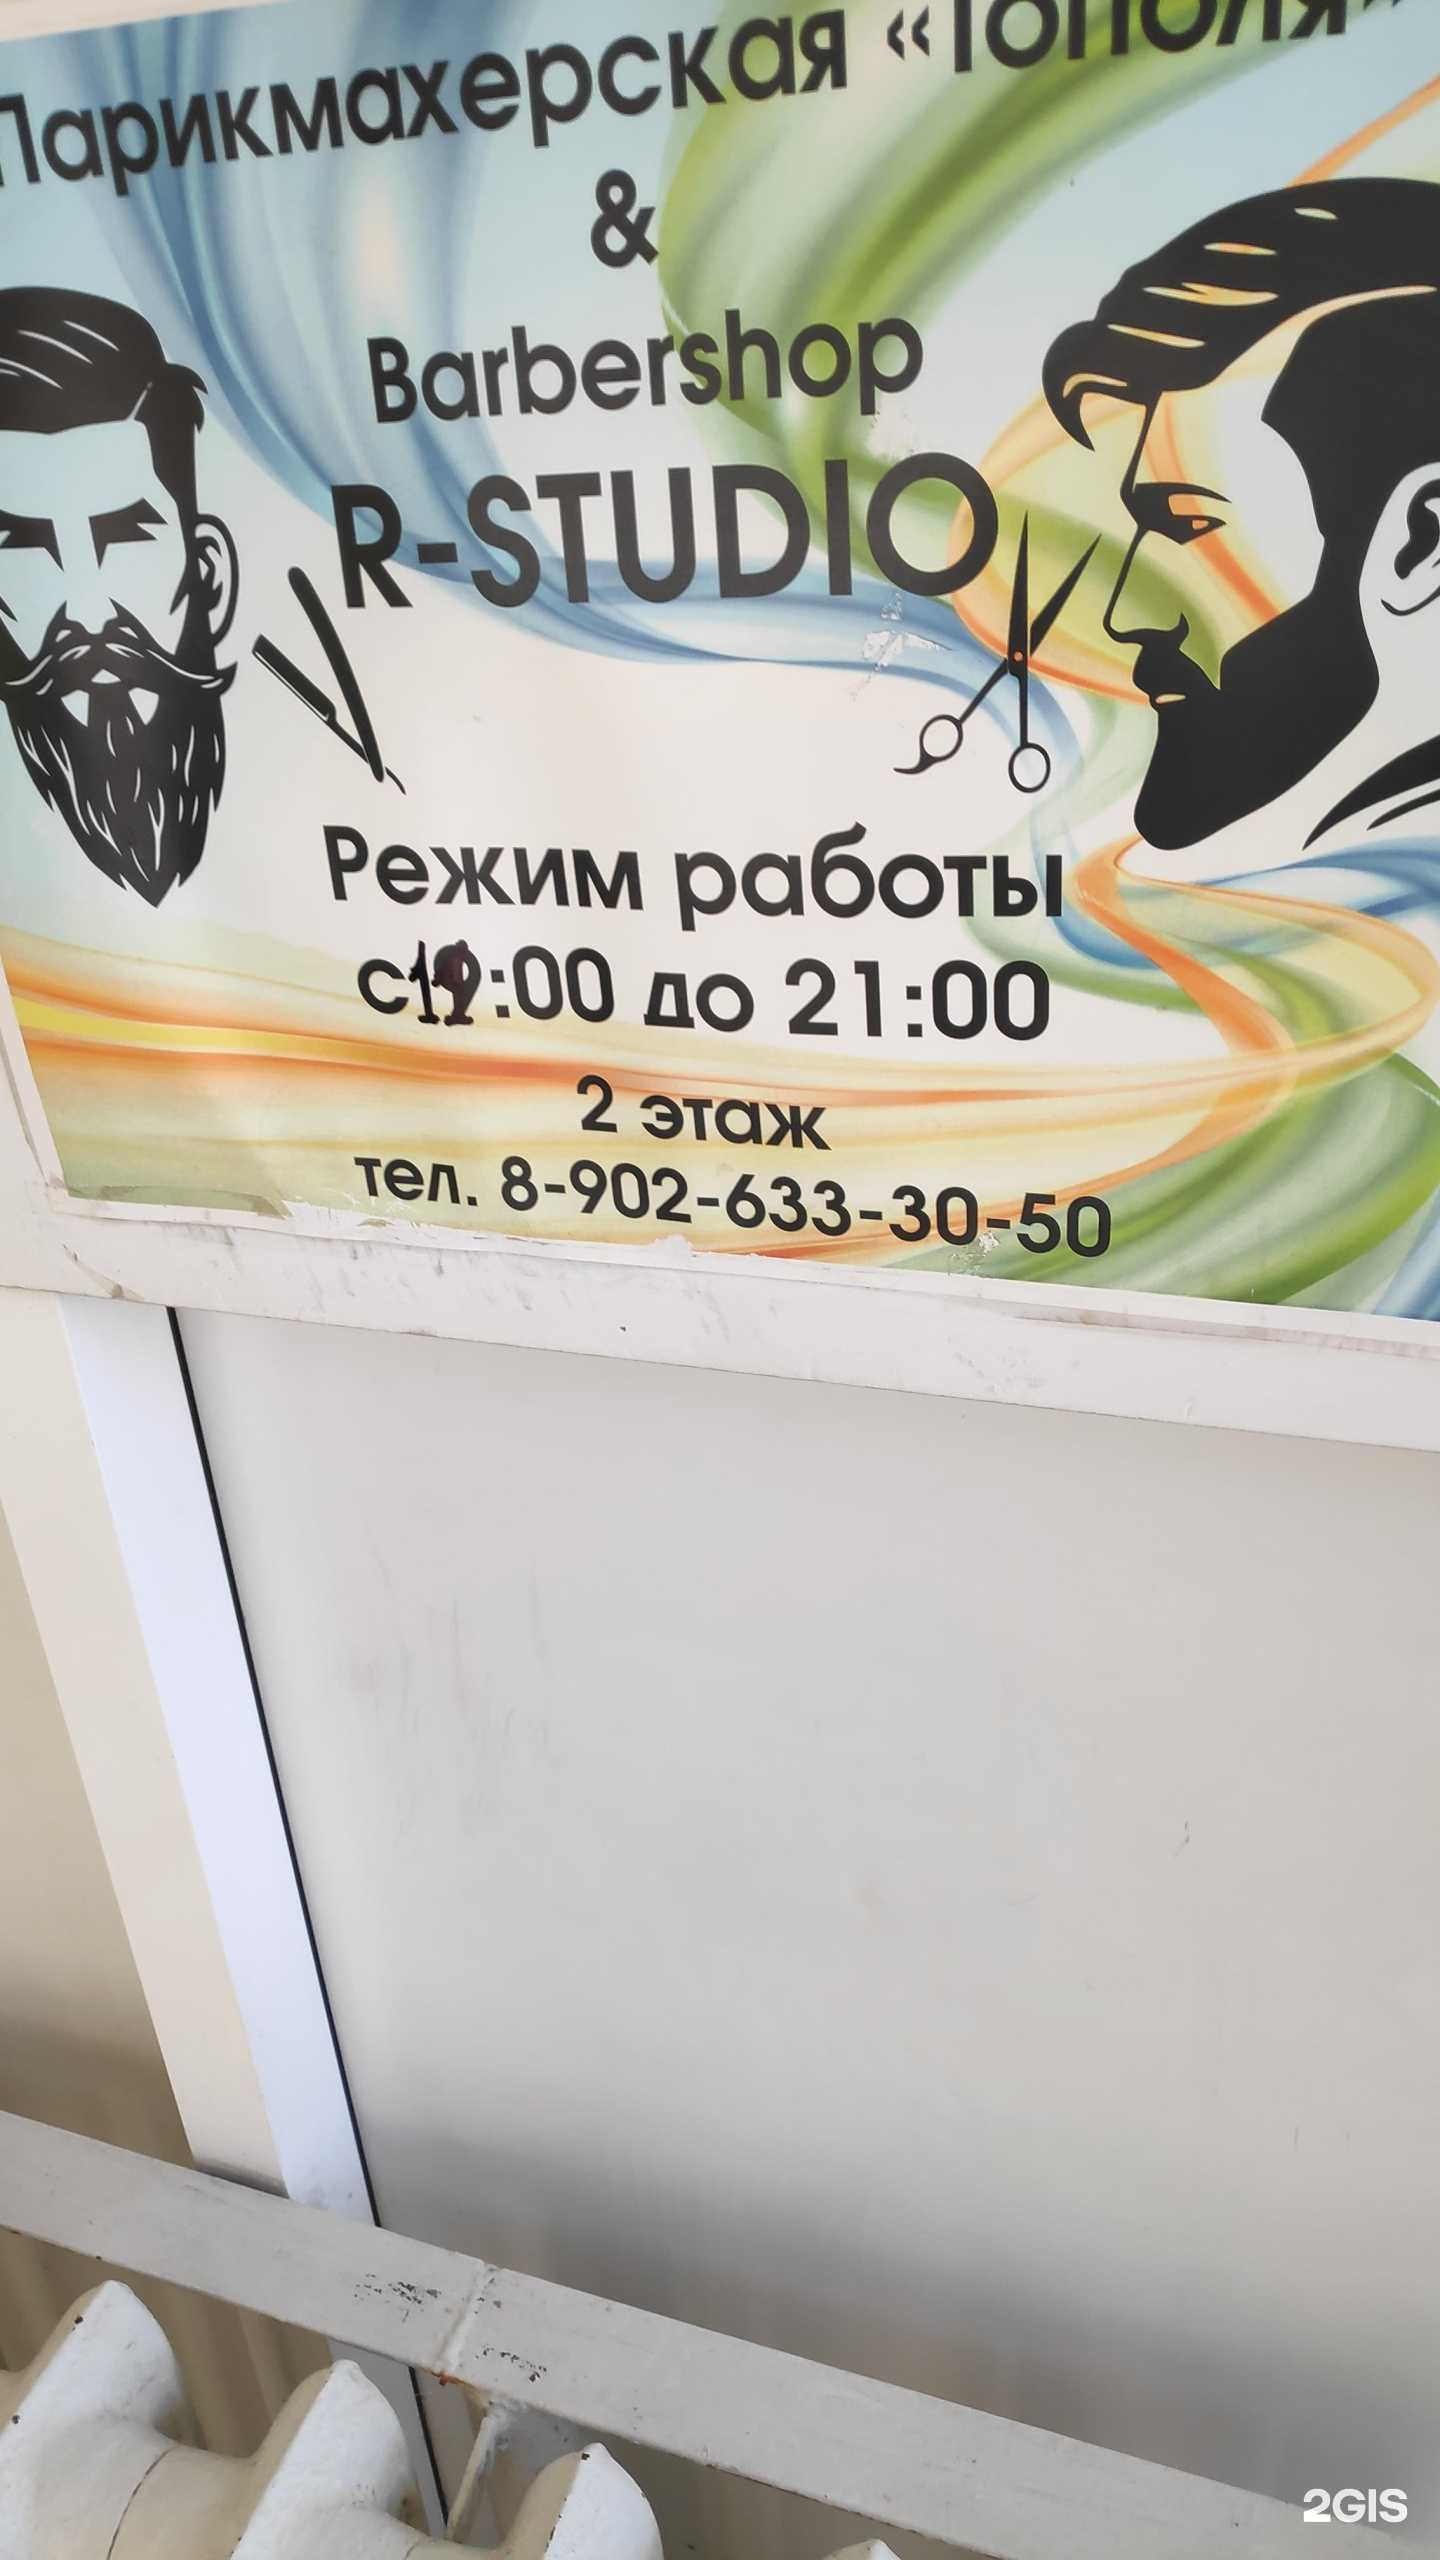 Парикмахерская «Тополя»
&
Barbershop
R-STUDIO
Режим работы
:00 до 21:00
2 этаж
тел. 8-902-633-30-50
2GIS